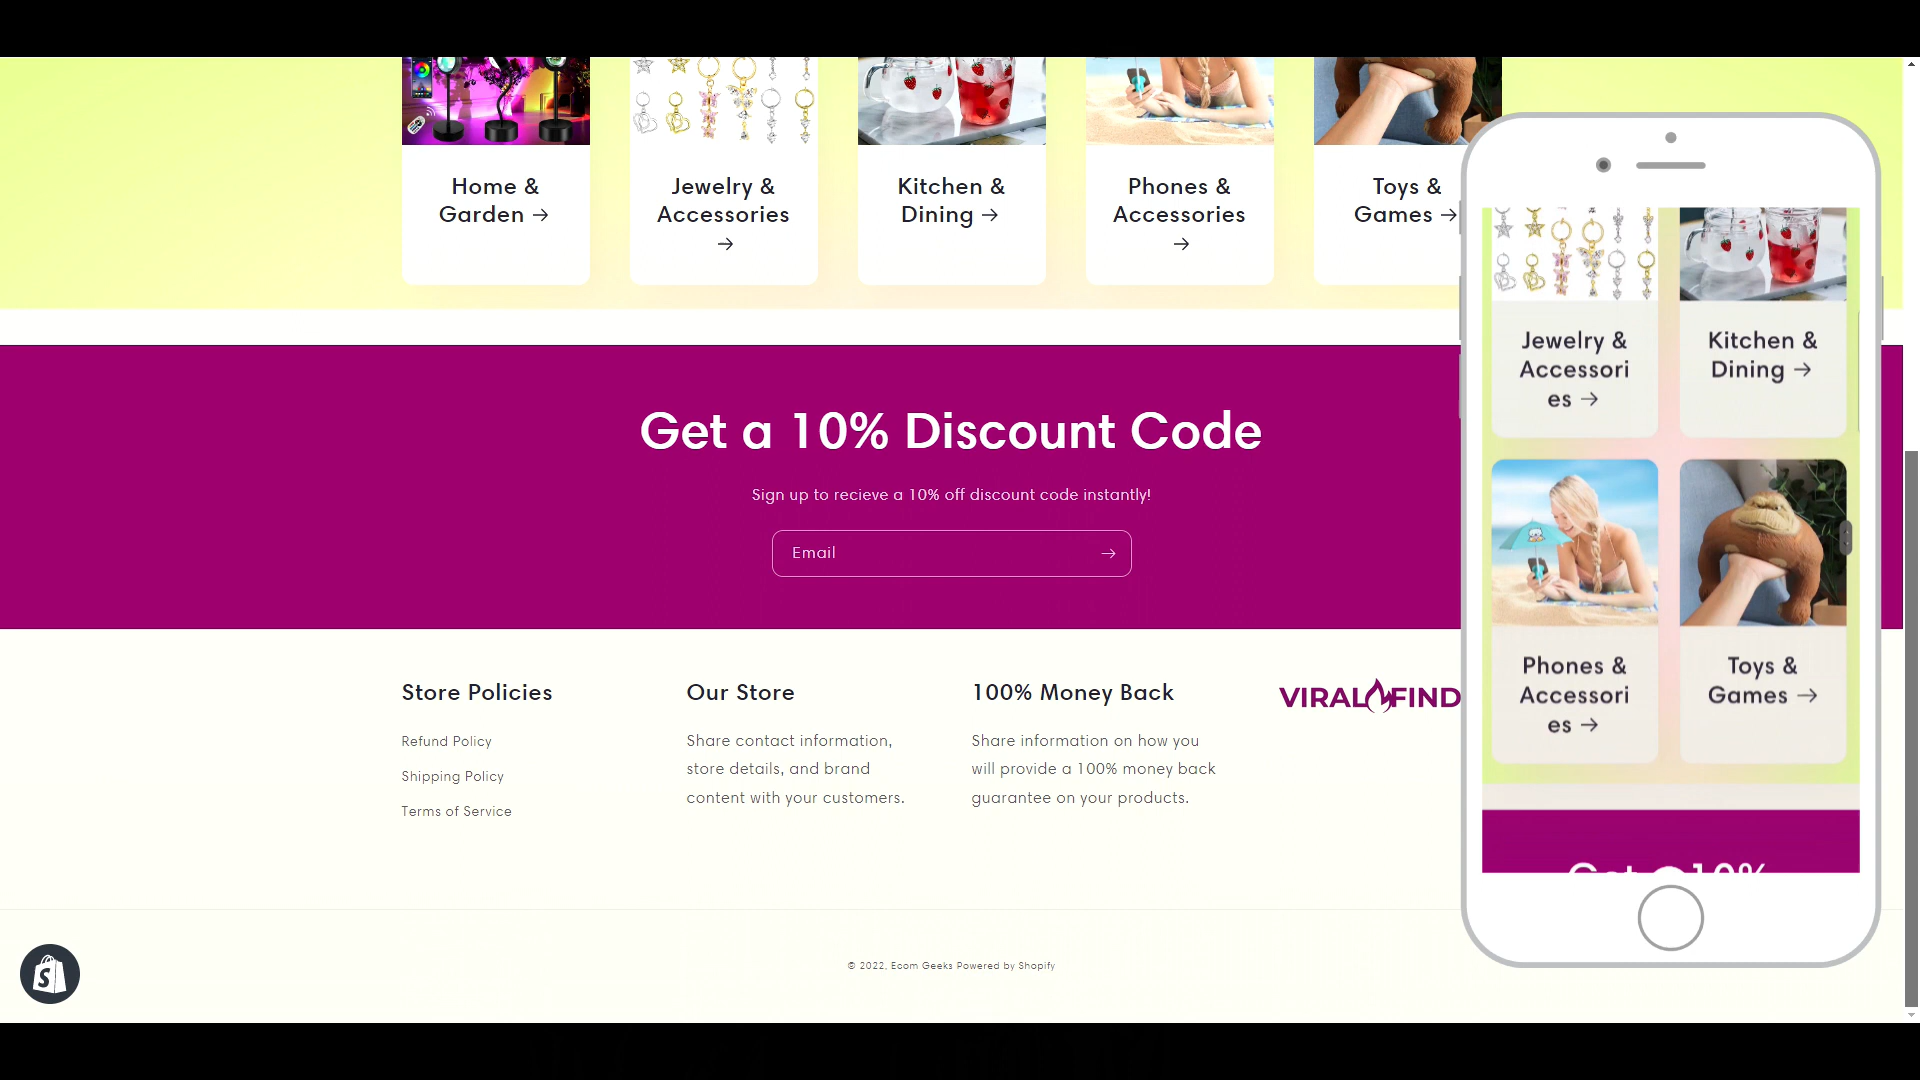 Home &
Garden →
Jewelry &
Accessories
→
Kitchen &
Dining →
Phones &
Accessories
→
Toys &
Games →
Get a 10% Discount Code
Sign up to recieve a 10% off discount code instantly!
Email →
Store Policies
Refund Policy
Shipping Policy
Terms of Service
Our Store
Share contact information,
store details, and brand
content with your customers.
100% Money Back
Share information on how you
will provide a 100% money back
guarantee on your products.
VIRAL FIND
© 2022, Ecom Geeks Powered by Shopify
Jewelry &
Accessori
es →
Kitchen &
Dining →
Phones &
Accessori
es →
Toys &
Games →
Get a 10%